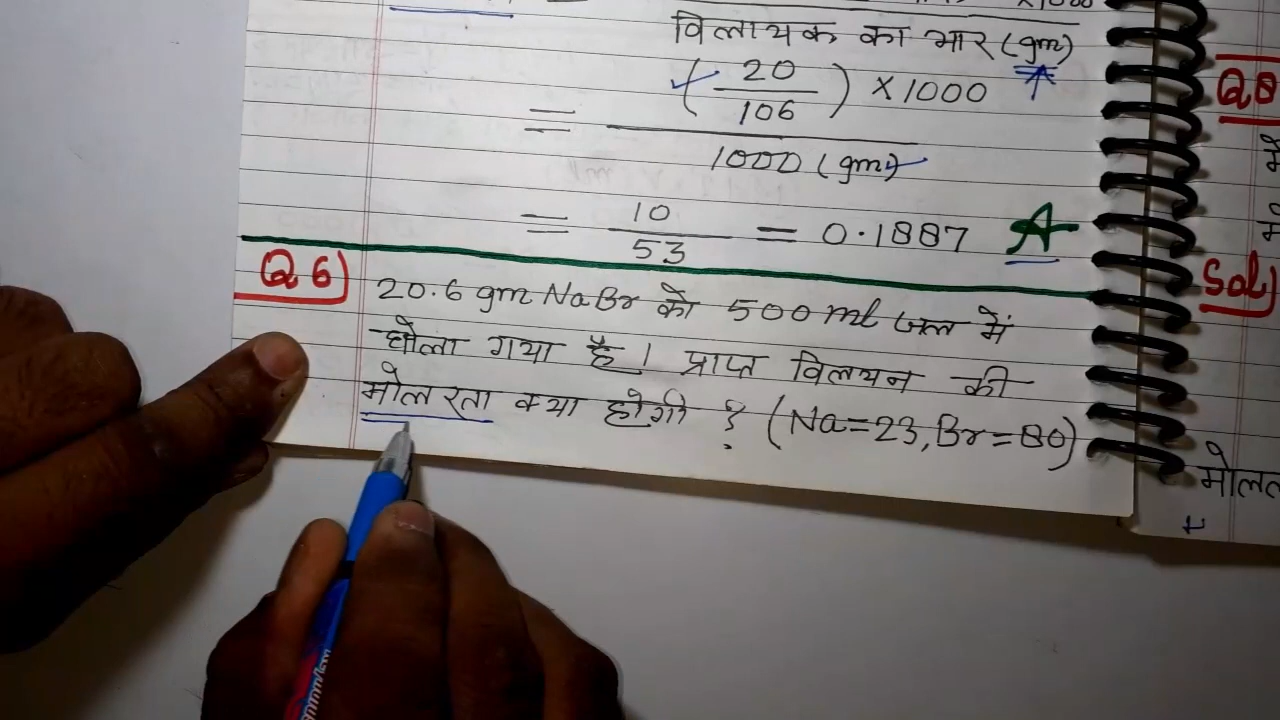 ×1000
विलायक का भार (gm)
(20/106) × 1000
=
1000 (gm)
= 10/53 = 0.1887 A
Q6) 20.6 gm NaBr को 500 ml जल में
घोला गया है। प्राप्त विलयन की
मोलरता क्या होगी ? (Na=23, Br=80)
Q8
Sol)